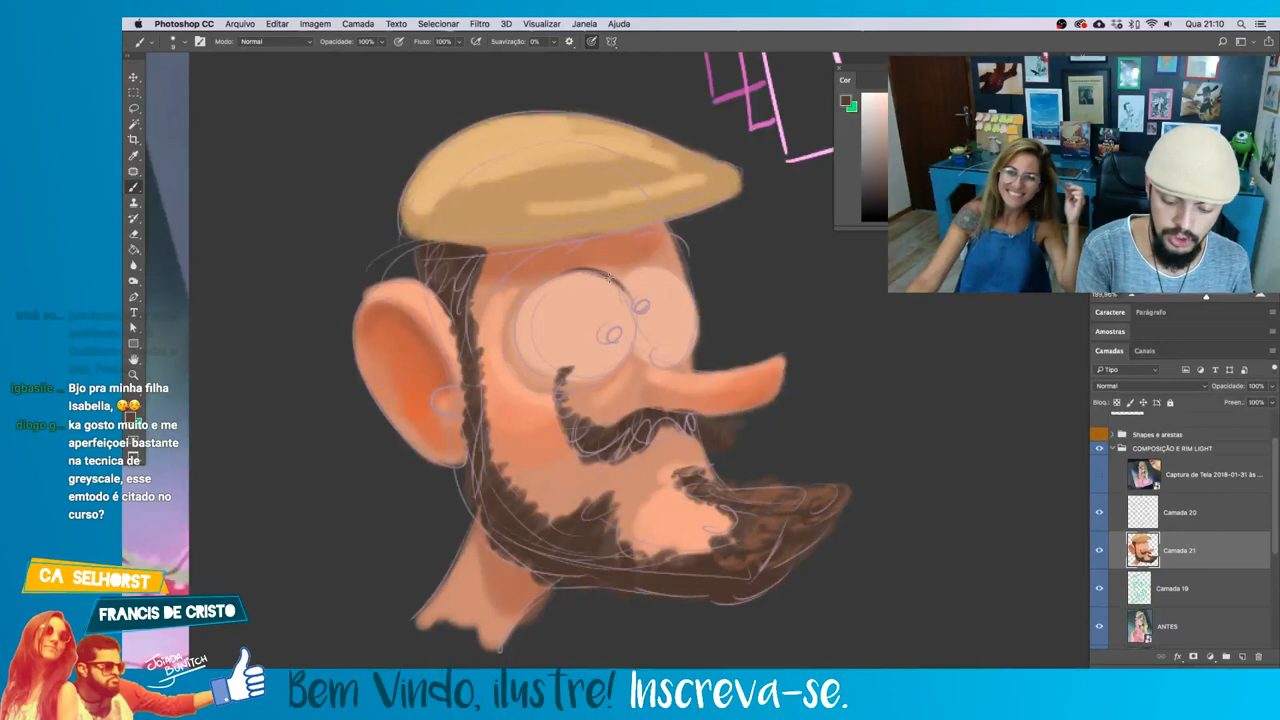 Photoshop CC Arquivo Editar Imagem Camada Texto Selecionar Filtro 3D Visualizar Janela Ajuda
Qua 21:10
Modo: Normal Opacidade: 100% Fluxo: 100% Suavização: 0%
Cor
199,96%
Caractere Parágrafo
Amostras
Camadas Canais
Tipo
Normal Opacidade: 100%
Bloq.: Preen.: 100%
Shapes e arestas
COMPOSIÇÃO E RIM LIGHT
Captura de Tela 2018-01-31 às ...
Camada 20
Camada 21
Camada 19
ANTES
lgbasile ... Bjo pra minha filha
Isabella,
diogo g... ka gosto muito e me
aperfeiçoei bastante
na tecnica de
greyscale, esse
emtodo é citado no
curso?
CA SELHORST
FRANCIS DE CRISTO
Bem Vindo, ilustre! Inscreva-se.